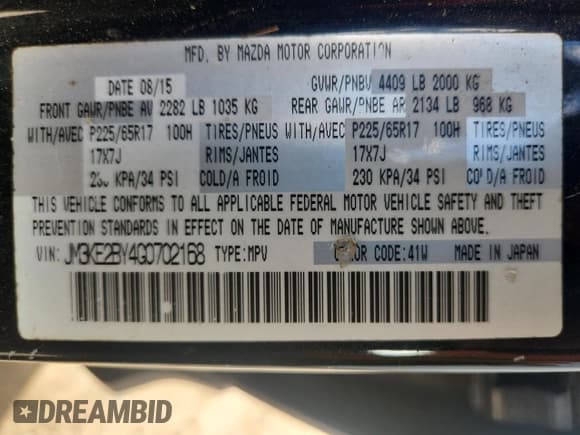 MFD. BY MAZDA MOTOR CORPORATION
DATE 08/15 GVWR/PNBV 4409 LB 2000 KG
FRONT GAWR/PNBE AV 2282 LB 1035 KG REAR GAWR/PNBE AR 2134 LB 968 KG
WITH/AVEC P225/65R17 100H TIRES/PNEUS WITH/AVEC P225/65R17 100H TIRES/PNEUS
17X7J RIMS/JANTES 17X7J RIMS/JANTES
230 KPA/34 PSI COLD/A FROID 230 KPA/34 PSI COLD/A FROID
THIS VEHICLE CONFORMS TO ALL APPLICABLE FEDERAL MOTOR VEHICLE SAFETY AND THEFT
PREVENTION STANDARDS IN EFFECT ON THE DATE OF MANUFACTURE SHOWN ABOVE.
VIN: JM3KE2BY4G0702168 TYPE:MPV COLOR CODE:41W MADE IN JAPAN
DREAMBID